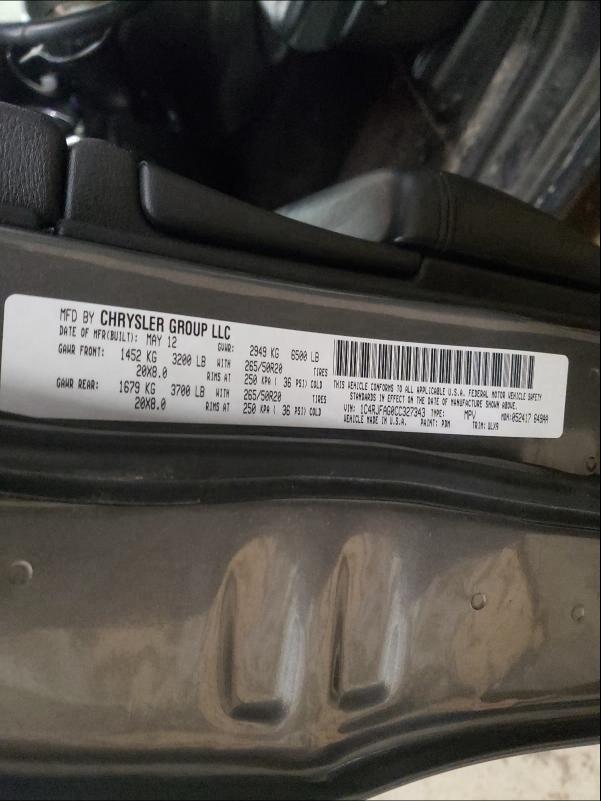 MFD BY CHRYSLER GROUP LLC
DATE OF MFR(BUILT): MAY 12 GVWR: 2949 KG 6500 LB
GAWR FRONT: 1452 KG 3200 LB WITH 265/50R20 TIRES
20X8.0 RIMS AT 250 KPA ( 36 PSI) COLD
GAWR REAR: 1679 KG 3700 LB WITH 265/50R20 TIRES
20X8.0 RIMS AT 250 KPA ( 36 PSI) COLD
THIS VEHICLE CONFORMS TO ALL APPLICABLE U.S.A. FEDERAL MOTOR VEHICLE SAFETY
STANDARDS IN EFFECT ON THE DATE OF MANUFACTURE SHOWN ABOVE.
VIN: 1C4RJFAG0CC327343 TYPE: MPV MDH: 052417 649AA
VEHICLE MADE IN U.S.A. PAINT: PDM TRIM: ULX9